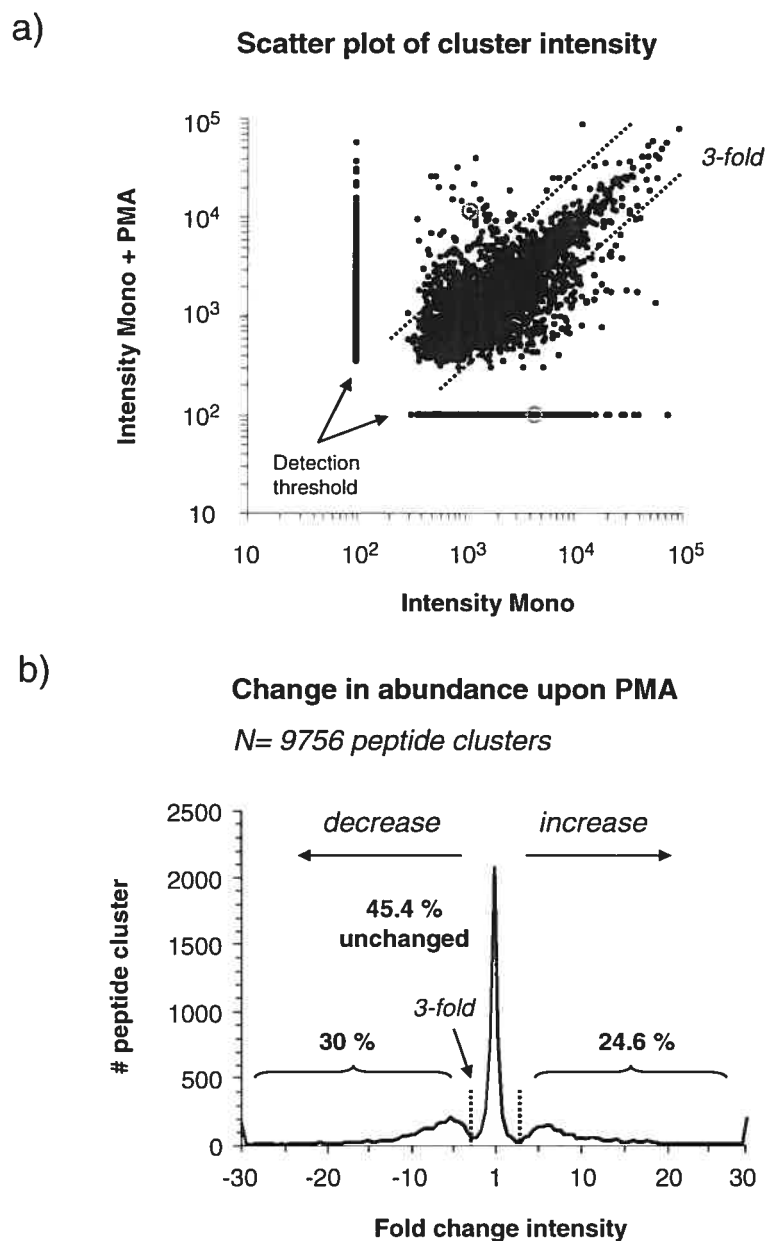 a)
Scatter plot of cluster intensity
Intensity Mono + PMA
10⁵
10⁴
10³
10²
10
3-fold
Detection
threshold
10 10² 10³ 10⁴ 10⁵
Intensity Mono
b)
Change in abundance upon PMA
N= 9756 peptide clusters
# peptide cluster
2500
2000
1500
1000
500
0
decrease increase
45.4 %
unchanged
3-fold
30 % 24.6 %
-30 -20 -10 1 10 20 30
Fold change intensity